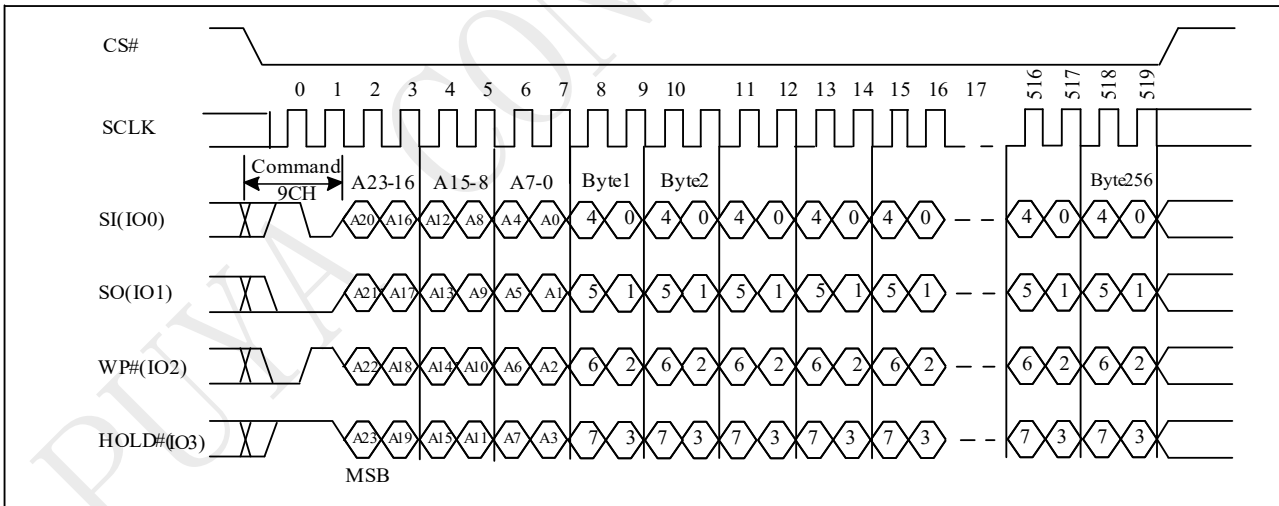 CS#
0 1 2 3 4 5 6 7 8 9 10 11 12 13 14 15 16 17 516 517 518 519
SCLK
Command
9CH
A23-16 A15-8 A7-0 Byte1 Byte2 Byte256
SI(IO0) A20 A16 A12 A8 A4 A0 4 0 4 0 4 0 4 0 4 0 4 0 4 0
SO(IO1) A21 A17 A13 A9 A5 A1 5 1 5 1 5 1 5 1 5 1 5 1 5 1
WP#(IO2) A22 A18 A14 A10 A6 A2 6 2 6 2 6 2 6 2 6 2 6 2 6 2
HOLD#(IO3) A23 A19 A15 A11 A7 A3 7 3 7 3 7 3 7 3 7 3 7 3 7 3
MSB
PUYA CON